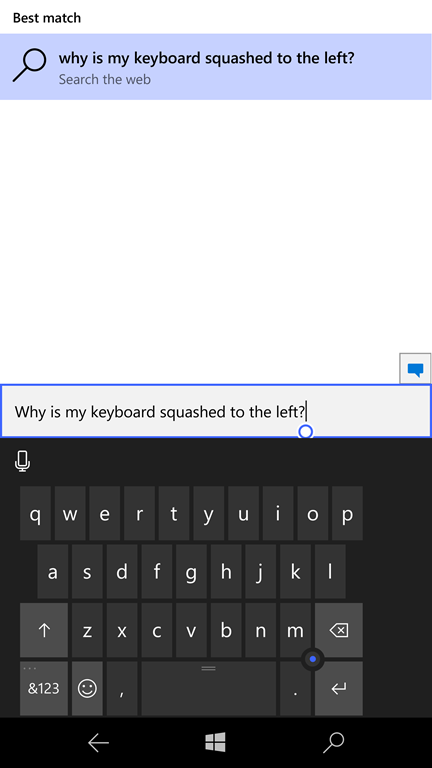 Best match
why is my keyboard squashed to the left?
Search the web
Why is my keyboard squashed to the left?
q w e r t y u i o p
a s d f g h j k l
z x c v b n m
&123 , .